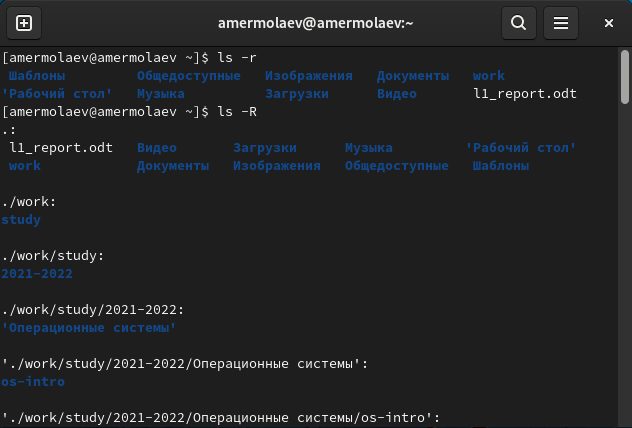 amermolaev@amermolaev:~
[amermolaev@amermolaev ~]$ ls -r
Шаблоны Общедоступные Изображения Документы work
'Рабочий стол' Музыка Загрузки Видео l1_report.odt
[amermolaev@amermolaev ~]$ ls -R
.:
l1_report.odt Видео Загрузки Музыка 'Рабочий стол'
work Документы Изображения Общедоступные Шаблоны
./work:
study
./work/study:
2021-2022
./work/study/2021-2022:
'Операционные системы'
'./work/study/2021-2022/Операционные системы':
os-intro
'./work/study/2021-2022/Операционные системы/os-intro':